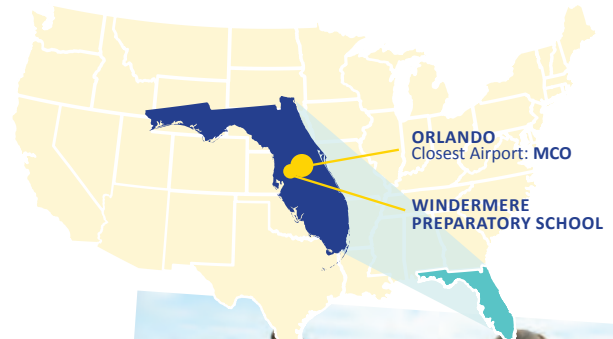 ORLANDO
Closest Airport: MCO
WINDERMERE
PREPARATORY SCHOOL